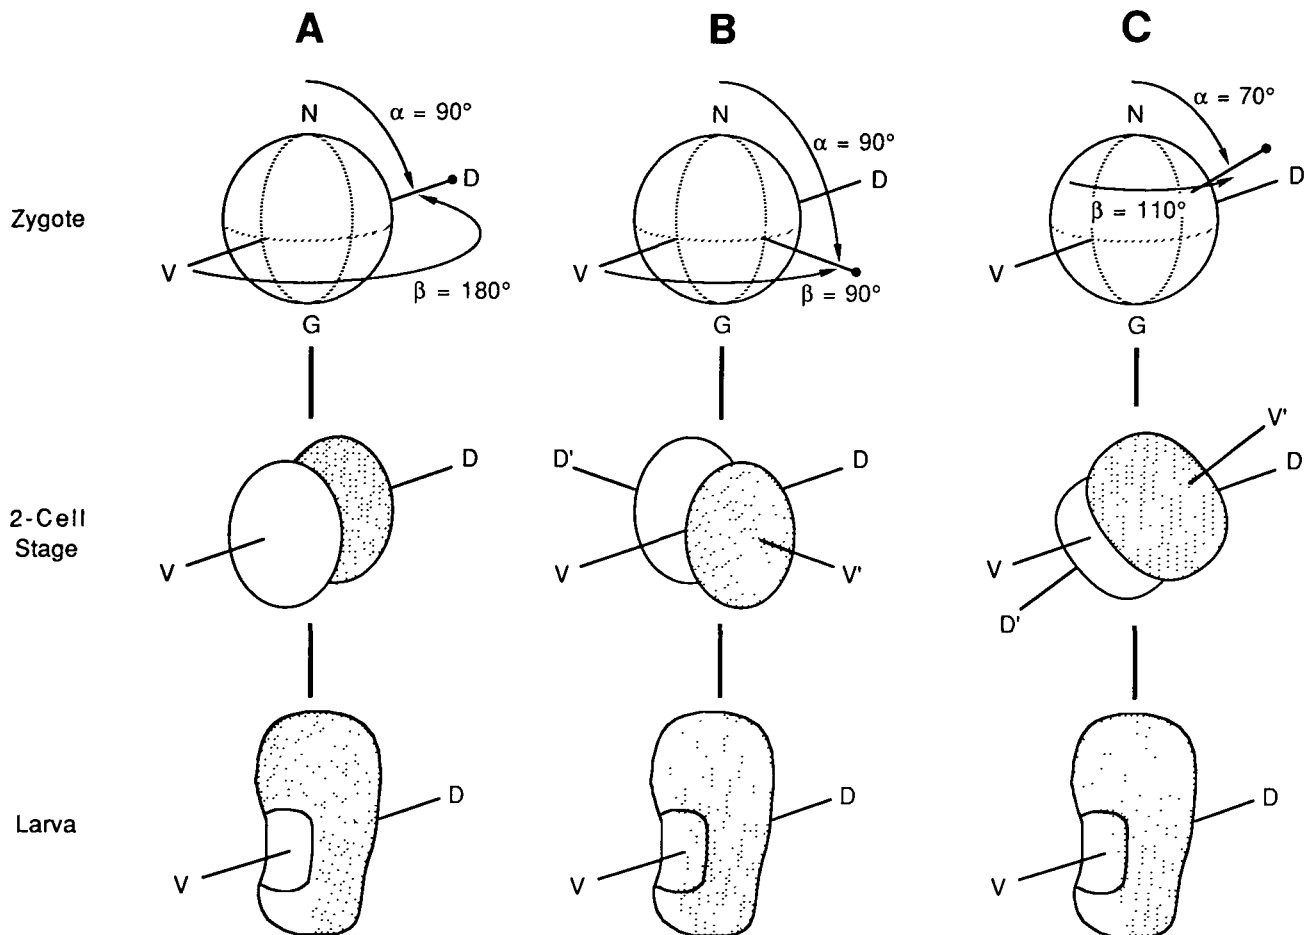 A B C
α = 90° α = 90° α = 70°
N N N
D D D
Zygote
β = 110°
V V V
β = 180° β = 90°
G G G
V'
D D' D D
2-Cell
Stage
V V V' V
D'
D D D
Larva
V V V